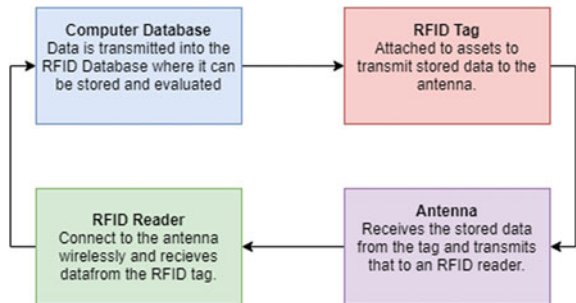 Computer Database
Data is transmitted into the
RFID Database where it can
be stored and evaluated
RFID Tag
Attached to assets to
transmit stored data to the
antenna.
RFID Reader
Connect to the antenna
wirelessly and recieves
datafrom the RFID tag.
Antenna
Receives the stored data
from the tag and transmits
that to an RFID reader.